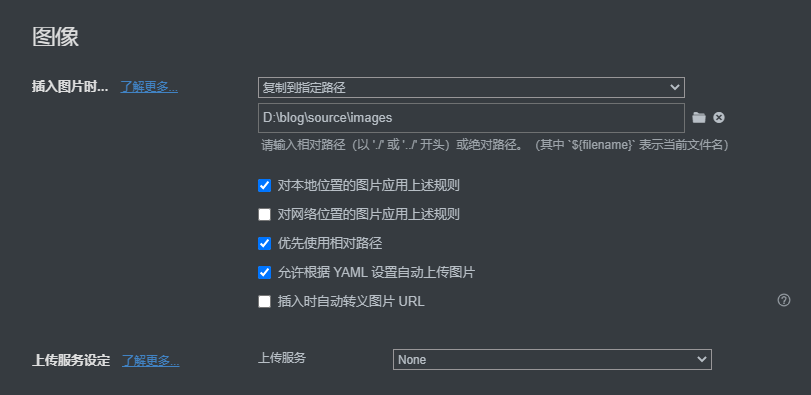 图像
插入图片时... 了解更多... 复制到指定路径
D:\blog\source\images
请输入相对路径（以 './' 或 '../' 开头）或绝对路径。（其中 `${filename}` 表示当前文件名）
对本地位置的图片应用上述规则
对网络位置的图片应用上述规则
优先使用相对路径
允许根据 YAML 设置自动上传图片
插入时自动转义图片 URL
上传服务设定 了解更多... 上传服务 None